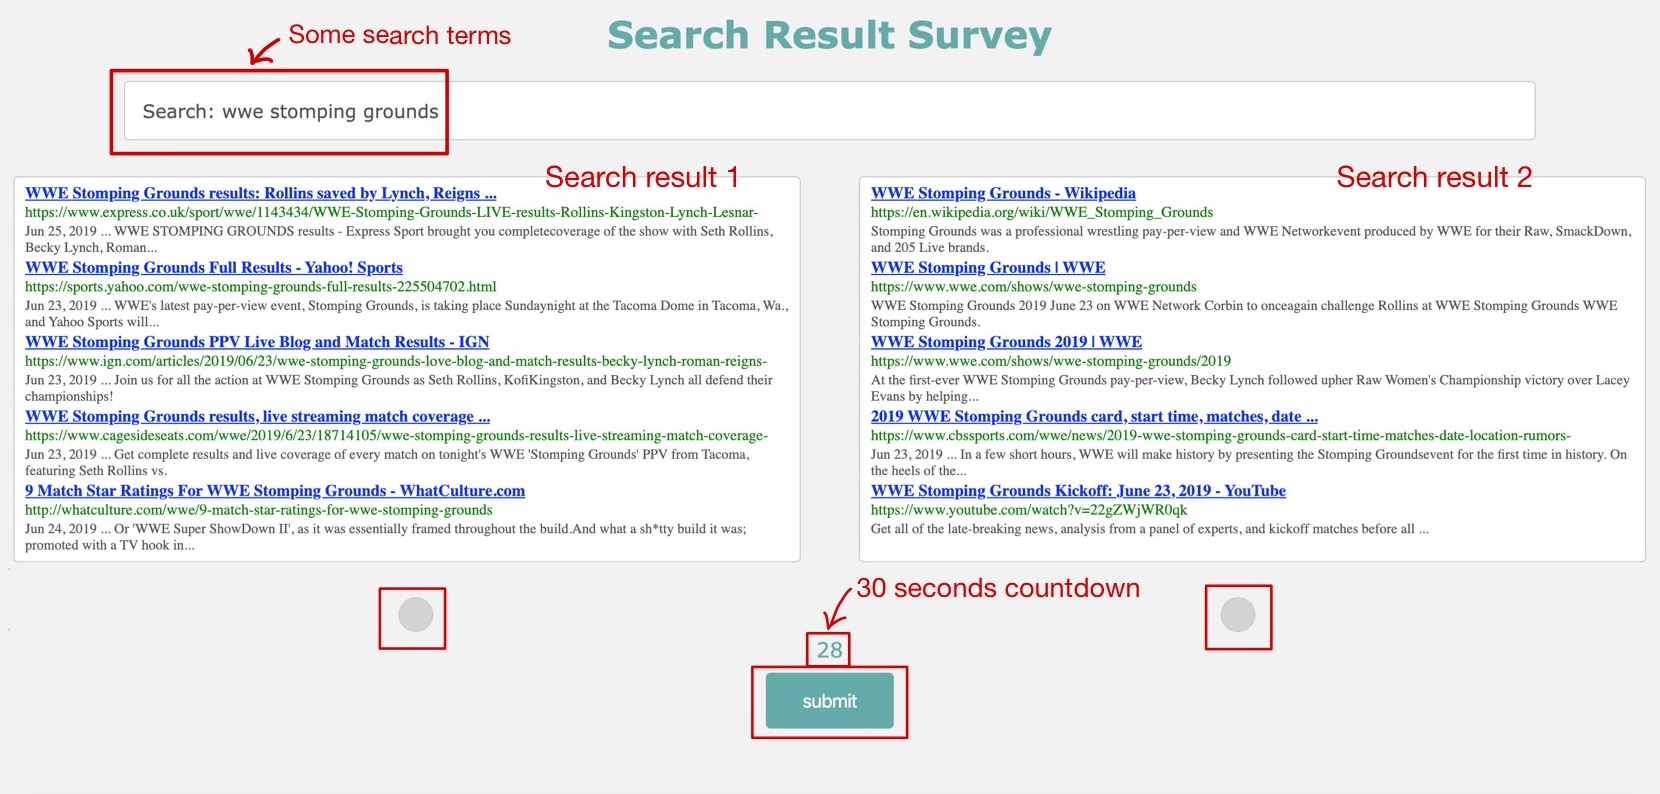 Some search terms
Search Result Survey
Search: wwe stomping grounds
Search result 1
WWE Stomping Grounds results: Rollins saved by Lynch, Reigns ...
https://www.express.co.uk/sport/wwe/1143434/WWE-Stomping-Grounds-LIVE-results-Rollins-Kingston-Lynch-Lesnar-
Jun 25, 2019 ... WWE STOMPING GROUNDS results - Express Sport brought you completecoverage of the show with Seth Rollins,
Becky Lynch, Roman...
WWE Stomping Grounds Full Results - Yahoo! Sports
https://sports.yahoo.com/wwe-stomping-grounds-full-results-225504702.html
Jun 23, 2019 ... WWE's latest pay-per-view event, Stomping Grounds, is taking place Sundaynight at the Tacoma Dome in Tacoma, Wa.,
and Yahoo Sports will...
WWE Stomping Grounds PPV Live Blog and Match Results - IGN
https://www.ign.com/articles/2019/06/23/wwe-stomping-grounds-love-blog-and-match-results-becky-lynch-roman-reigns-
Jun 23, 2019 ... Join us for all the action at WWE Stomping Grounds as Seth Rollins, KofiKingston, and Becky Lynch all defend their
championships!
WWE Stomping Grounds results, live streaming match coverage ...
https://www.cagesideseats.com/wwe/2019/6/23/18714105/wwe-stomping-grounds-results-live-streaming-match-coverage-
Jun 23, 2019 ... Get complete results and live coverage of every match on tonight's WWE 'Stomping Grounds' PPV from Tacoma,
featuring Seth Rollins vs.
9 Match Star Ratings For WWE Stomping Grounds - WhatCulture.com
http://whatculture.com/wwe/9-match-star-ratings-for-wwe-stomping-grounds
Jun 24, 2019 ... Or 'WWE Super ShowDown II', as it was essentially framed throughout the build.And what a sh*tty build it was;
promoted with a TV hook in...
Search result 2
WWE Stomping Grounds - Wikipedia
https://en.wikipedia.org/wiki/WWE_Stomping_Grounds
Stomping Grounds was a professional wrestling pay-per-view and WWE Networkevent produced by WWE for their Raw, SmackDown,
and 205 Live brands.
WWE Stomping Grounds | WWE
https://www.wwe.com/shows/wwe-stomping-grounds
WWE Stomping Grounds 2019 June 23 on WWE Network Corbin to onceagain challenge Rollins at WWE Stomping Grounds WWE
Stomping Grounds.
WWE Stomping Grounds 2019 | WWE
https://www.wwe.com/shows/wwe-stomping-grounds/2019
At the first-ever WWE Stomping Grounds pay-per-view, Becky Lynch followed upher Raw Women's Championship victory over Lacey
Evans by helping...
2019 WWE Stomping Grounds card, start time, matches, date ...
https://www.cbssports.com/wwe/news/2019-wwe-stomping-grounds-card-start-time-matches-date-location-rumors-
Jun 23, 2019 ... In a few short hours, WWE will make history by presenting the Stomping Groundsevent for the first time in history. On
the heels of the...
WWE Stomping Grounds Kickoff: June 23, 2019 - YouTube
https://www.youtube.com/watch?v=22gZWjWR0qk
Get all of the late-breaking news, analysis from a panel of experts, and kickoff matches before all ...
30 seconds countdown
28
submit